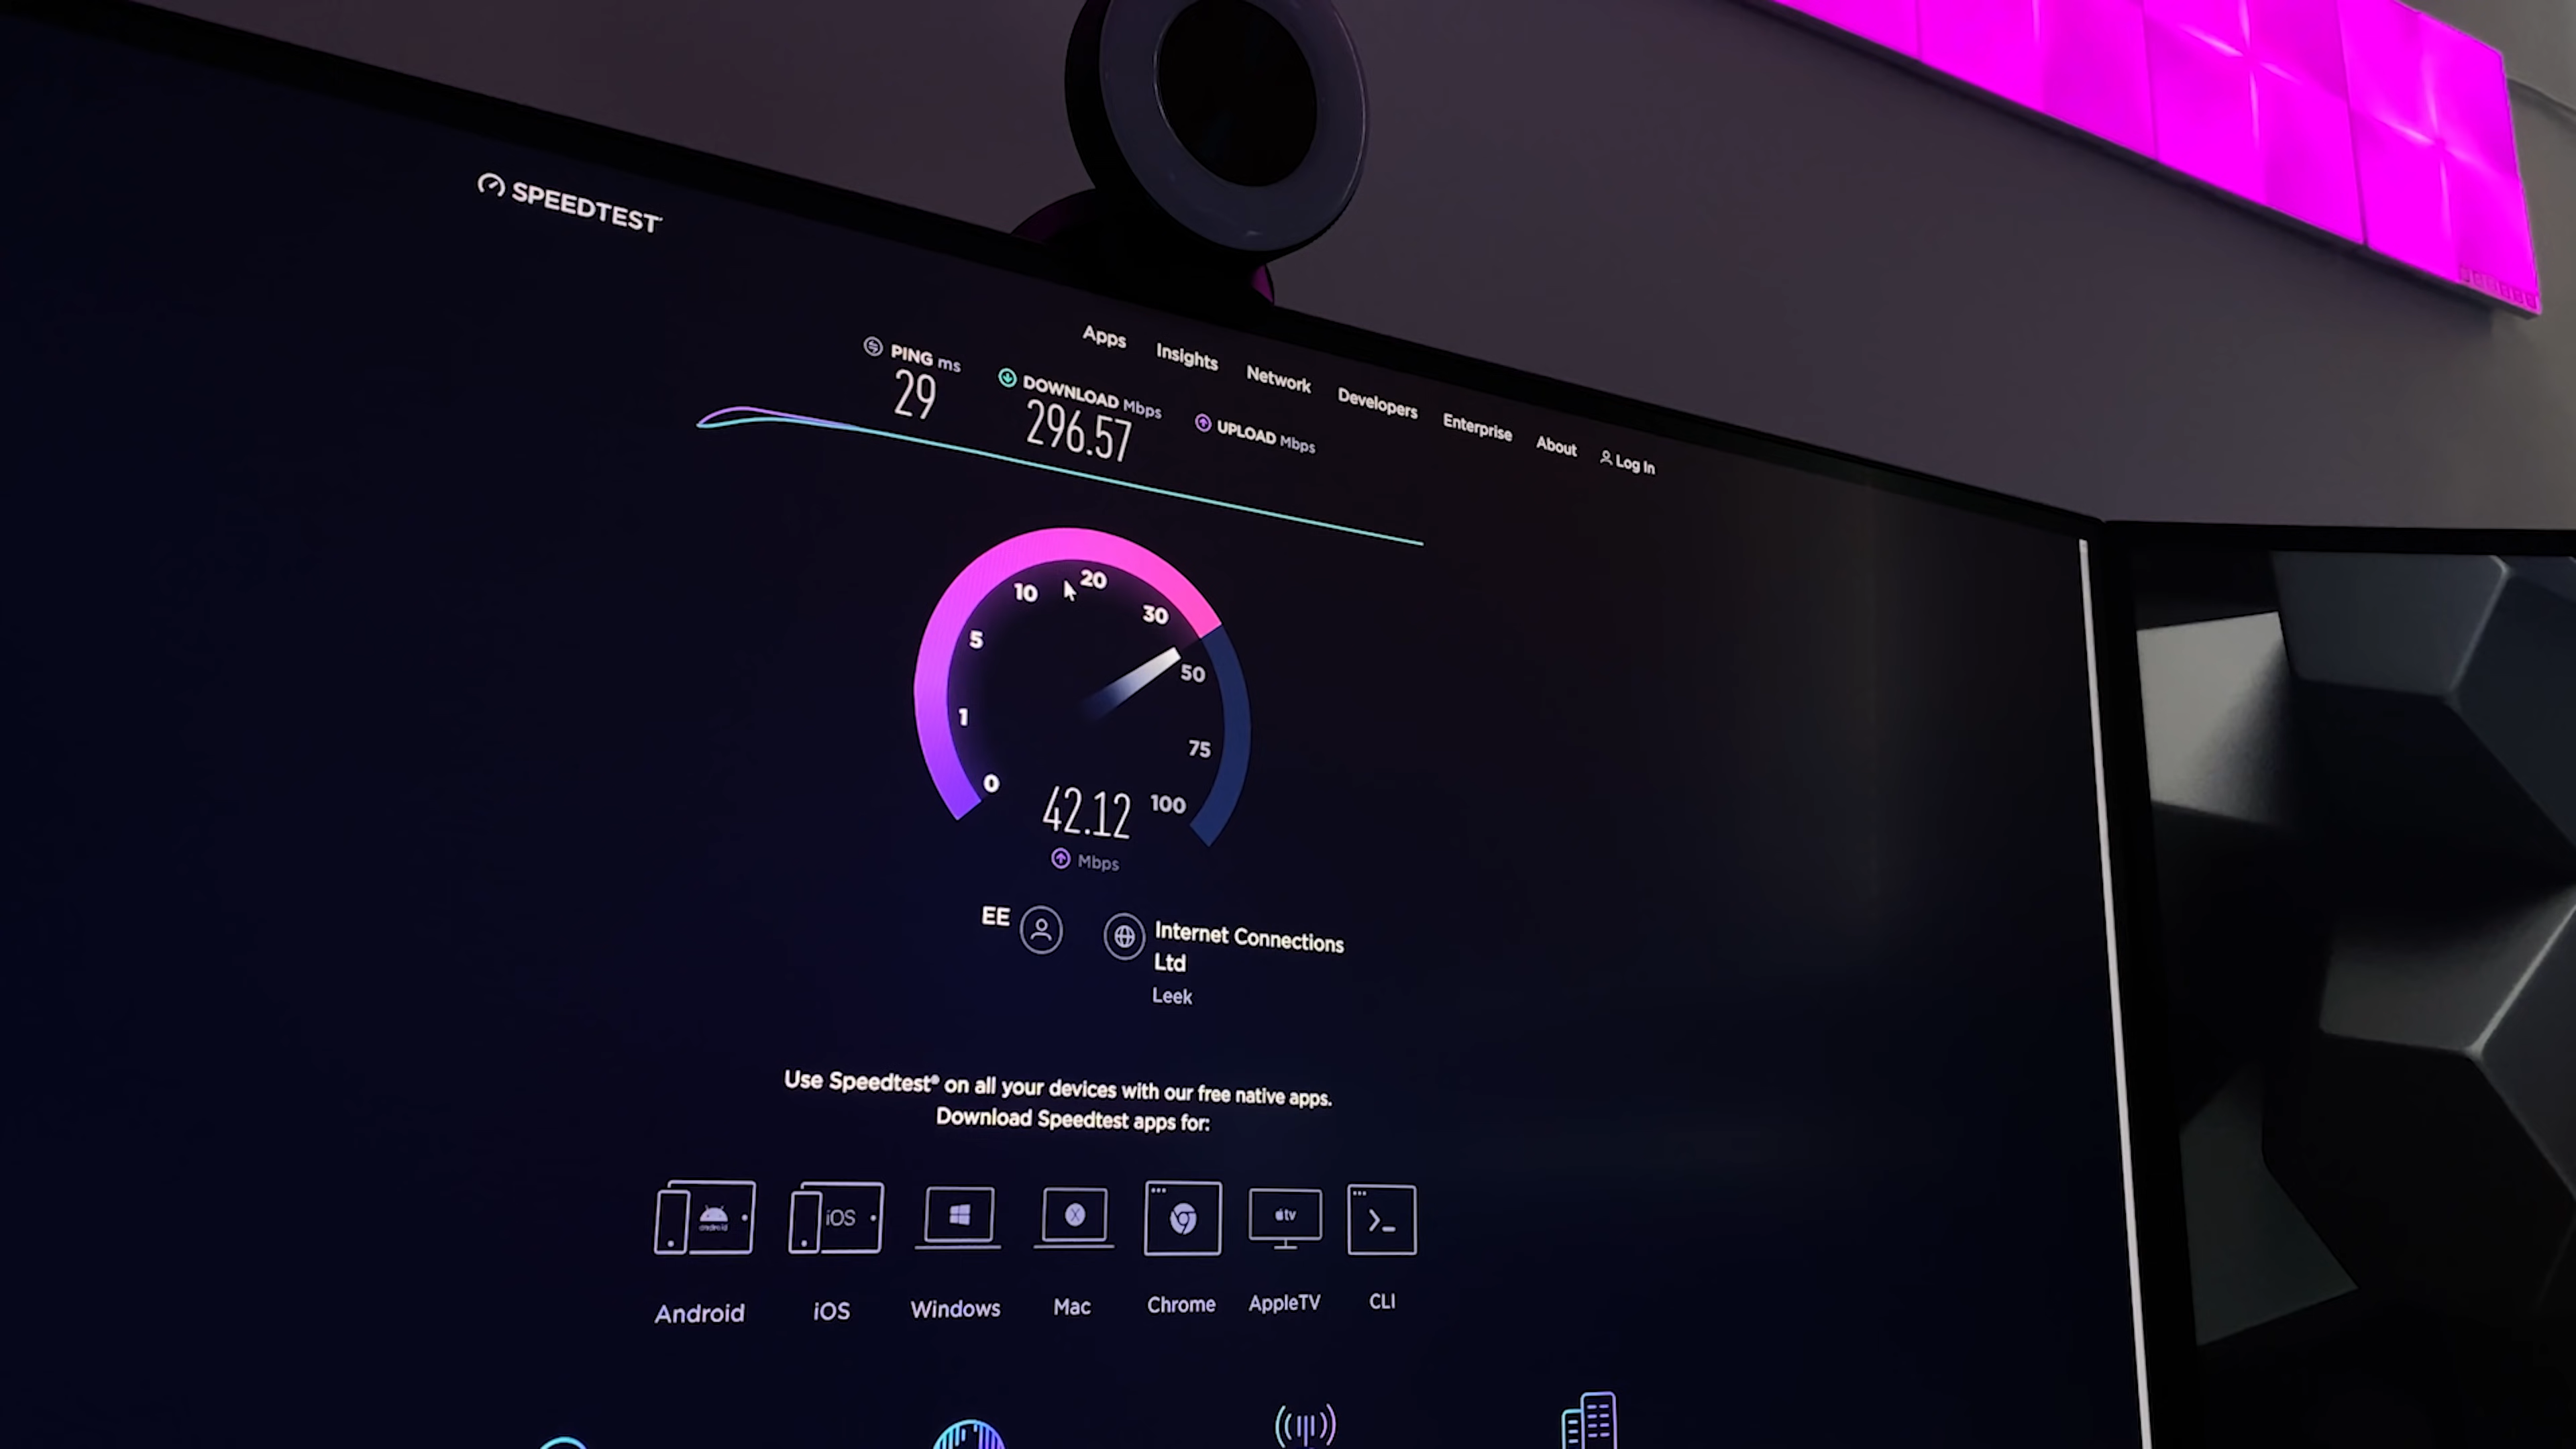 SPEEDTEST
Apps Insights Network Developers Enterprise About Log In
PING ms
29
DOWNLOAD Mbps
296.57
UPLOAD Mbps
0
1
5
10
20
30
50
75
100
42.12
Mbps
EE
Internet Connections
Ltd
Leek
Use Speedtest® on all your devices with our free native apps.
Download Speedtest apps for:
android
iOS
tv
Android iOS Windows Mac Chrome AppleTV CLI